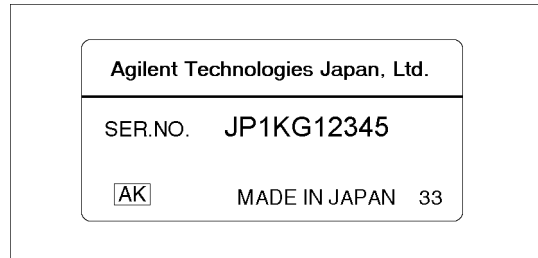 Agilent Technologies Japan, Ltd.
SER.NO. JP1KG12345
AK MADE IN JAPAN 33